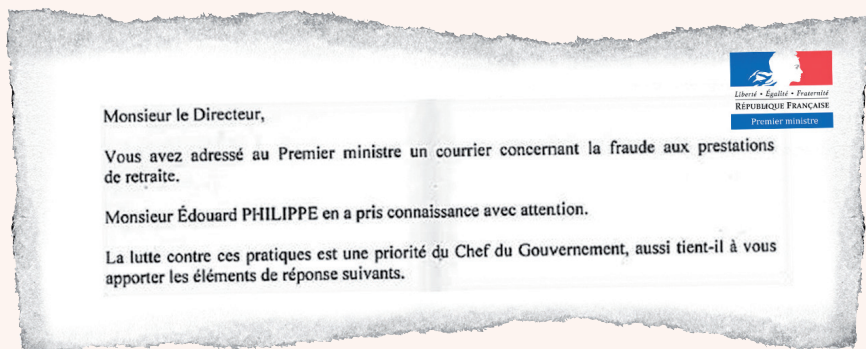 Liberté • Égalité • Fraternité
RÉPUBLIQUE FRANÇAISE
Premier ministre
Monsieur le Directeur,
Vous avez adressé au Premier ministre un courrier concernant la fraude aux prestations
de retraite.
Monsieur Édouard PHILIPPE en a pris connaissance avec attention.
La lutte contre ces pratiques est une priorité du Chef du Gouvernement, aussi tient-il à vous
apporter les éléments de réponse suivants.